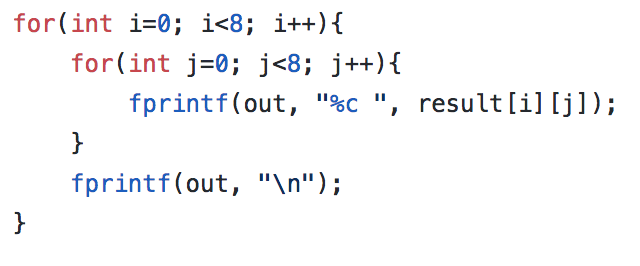 for(int i=0; i<8; i++){
    for(int j=0; j<8; j++){
        fprintf(out, "%c ", result[i][j]);
    }
    fprintf(out, "\n");
}